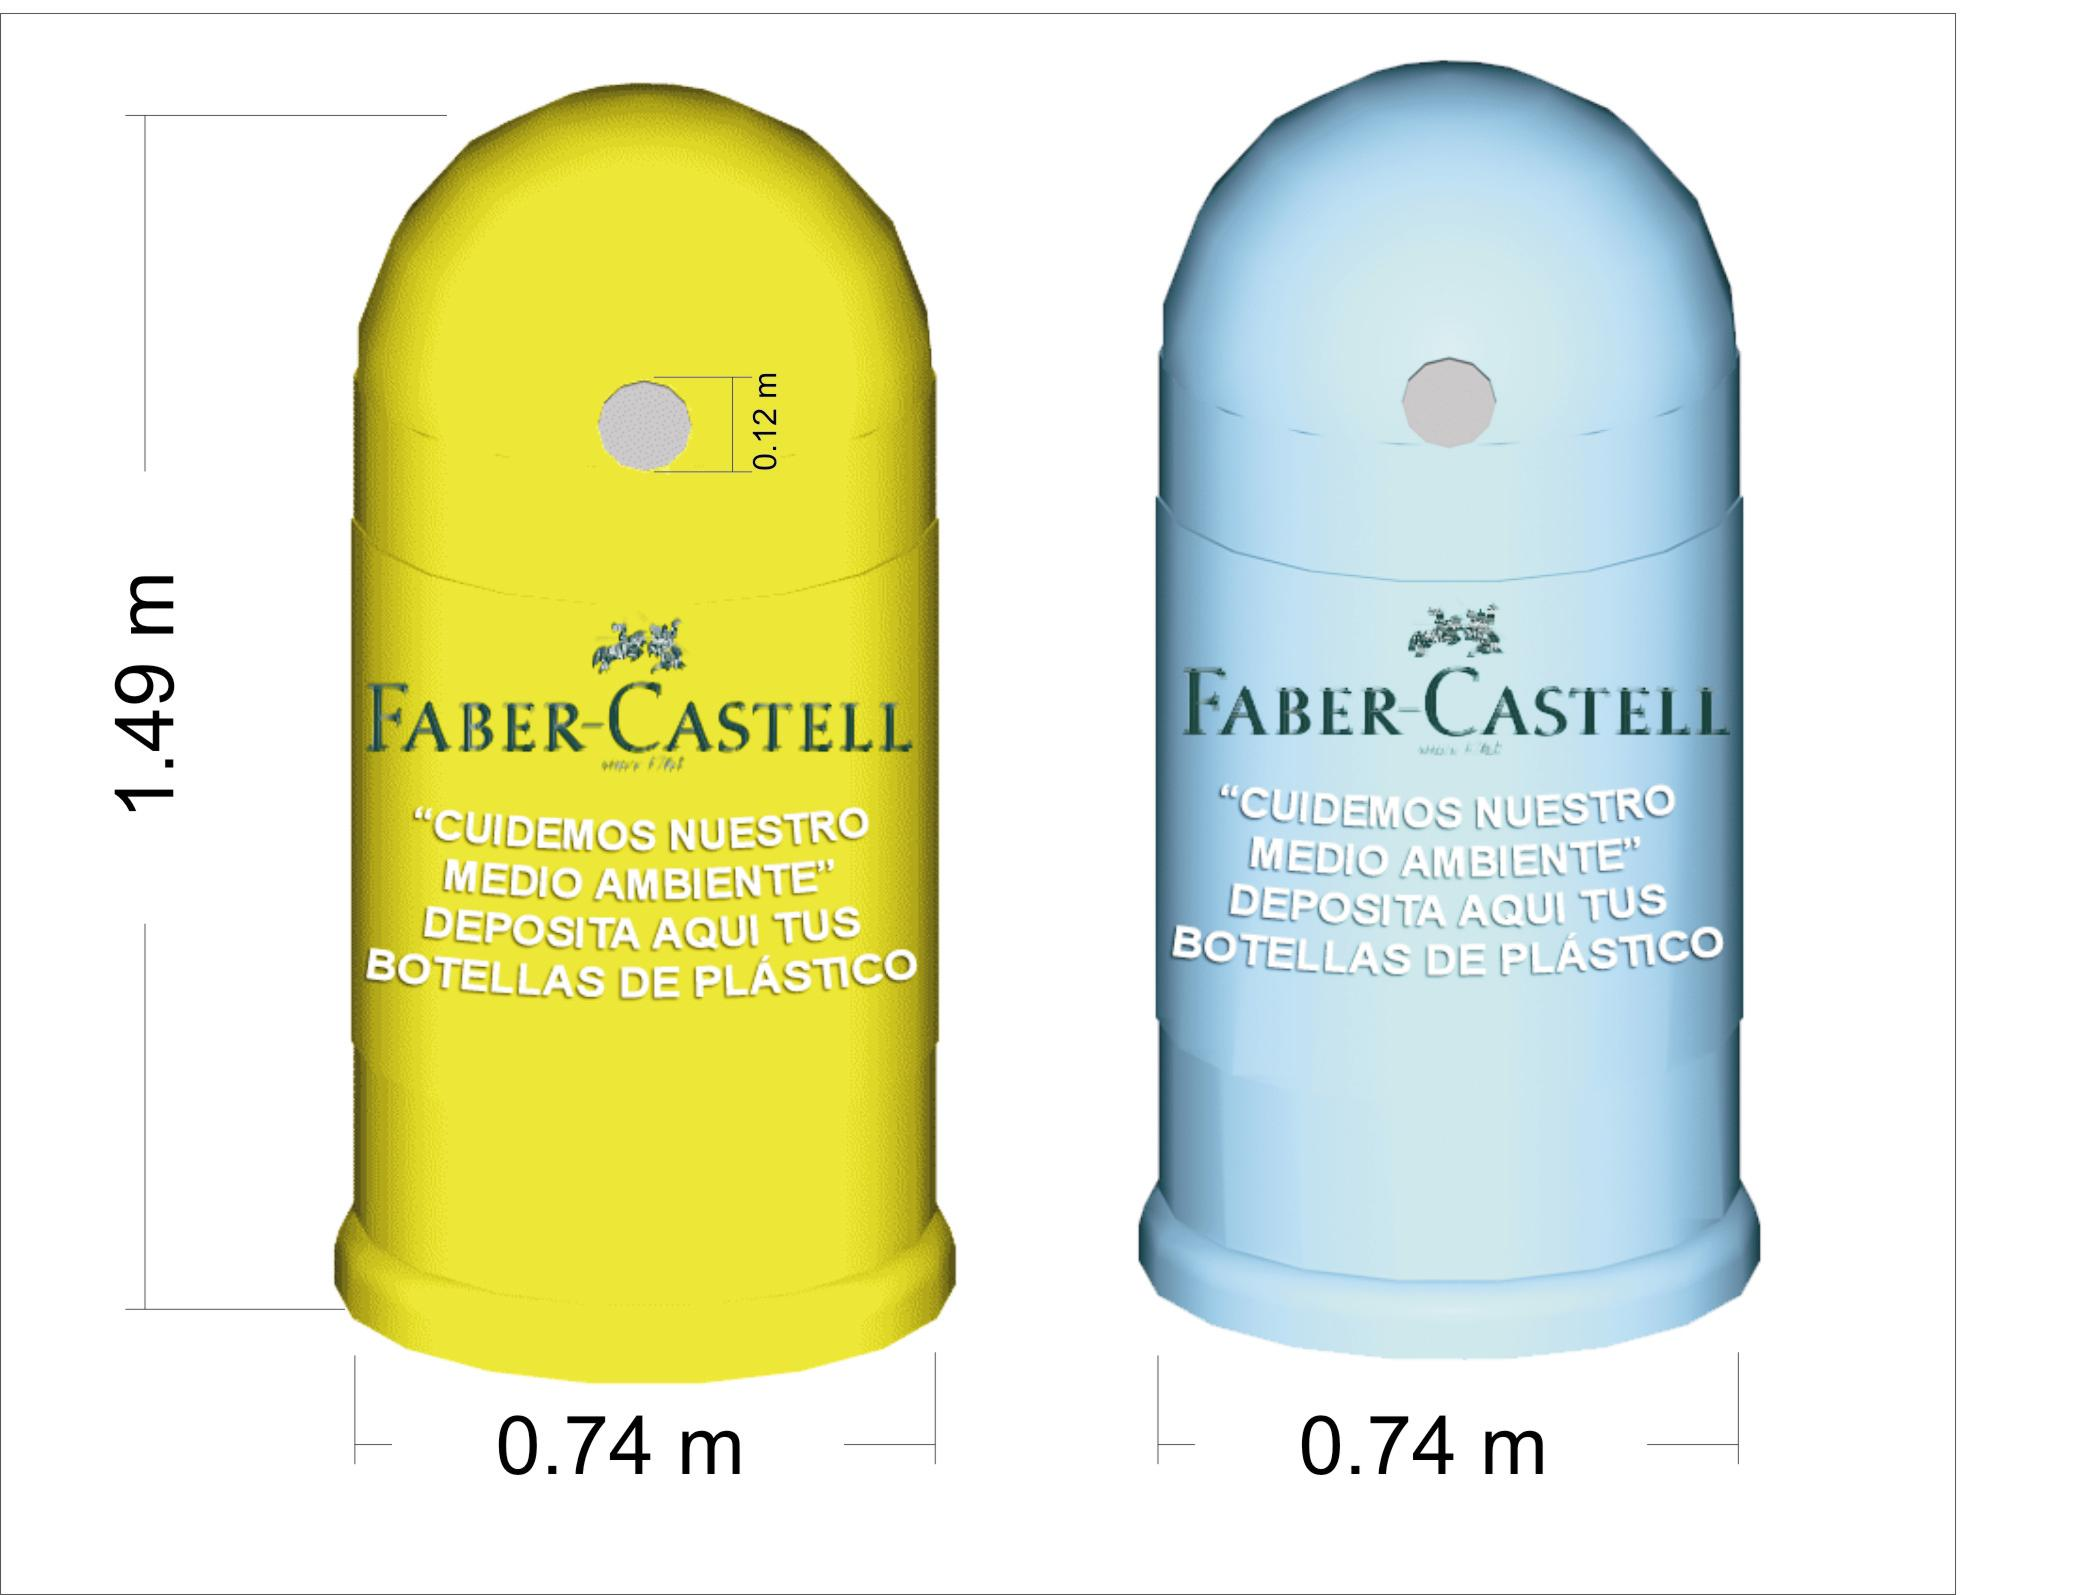 1.49 m
0.12 m
FABER-CASTELL
“CUIDEMOS NUESTRO
MEDIO AMBIENTE”
DEPOSITA AQUI TUS
BOTELLAS DE PLÁSTICO
0.74 m
FABER-CASTELL
“CUIDEMOS NUESTRO
MEDIO AMBIENTE”
DEPOSITA AQUI TUS
BOTELLAS DE PLÁSTICO
0.74 m